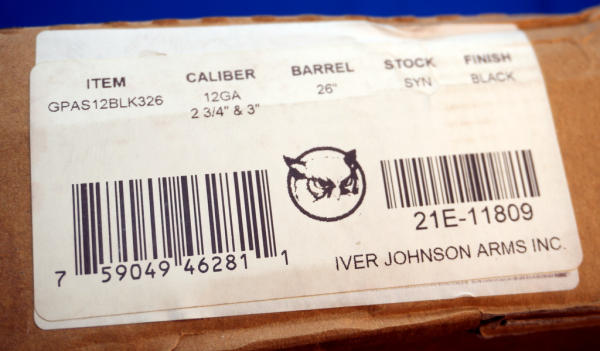 ITEM CALIBER BARREL STOCK FINISH
GPAS12BLK326 12GA 26" SYN BLACK
2 3/4" & 3"
7 59049 46281 1
21E-11809
IVER JOHNSON ARMS INC.